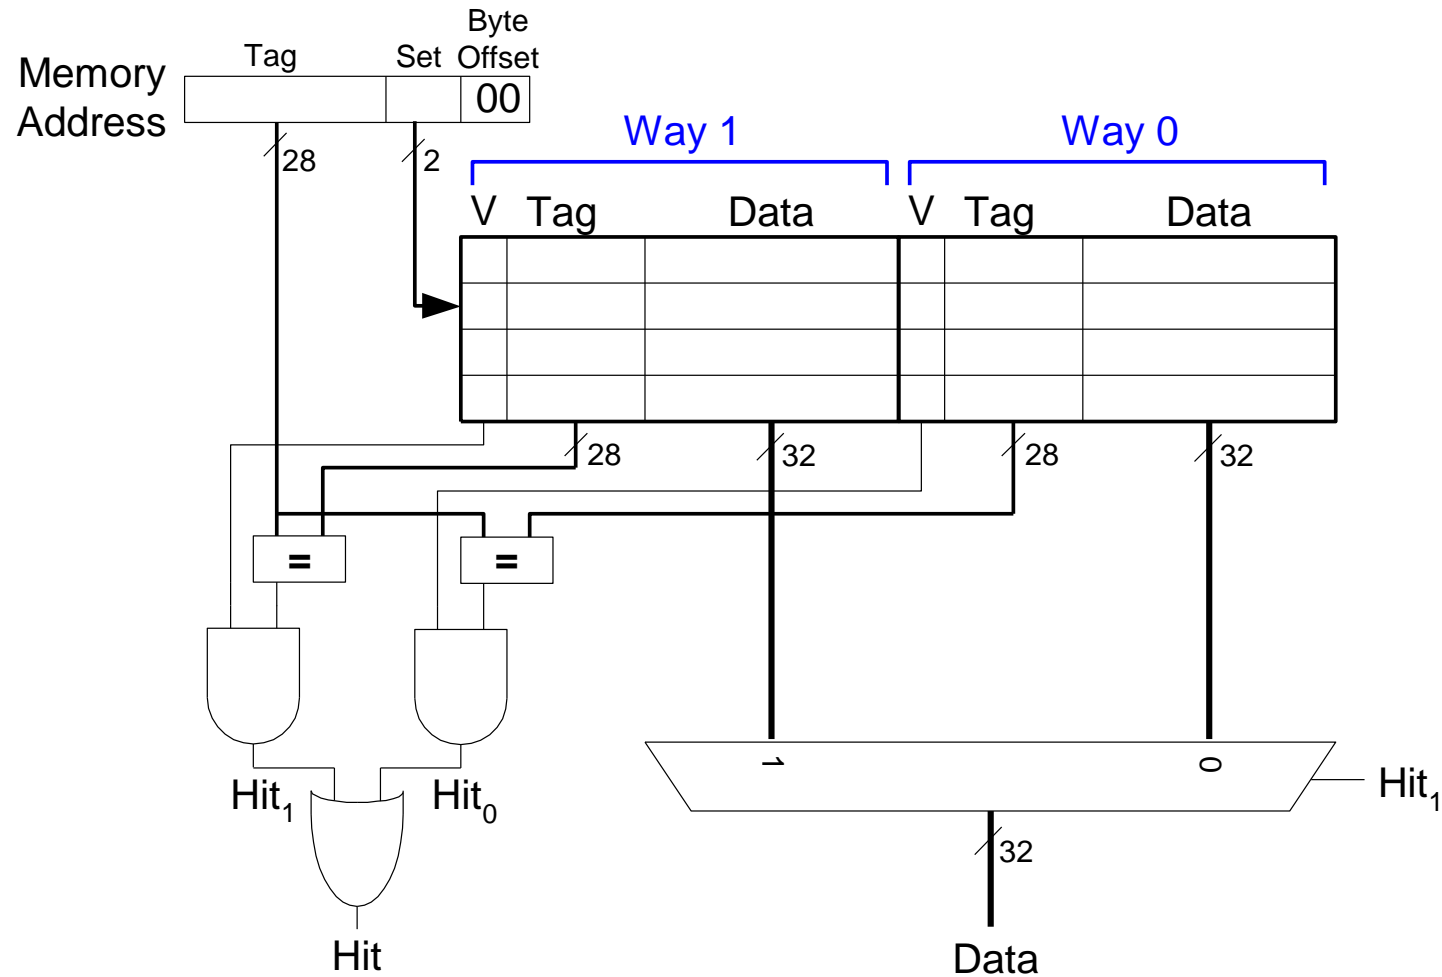 Memory
Address
Tag
Set
Byte
Offset
00
28
2
Way 1
Way 0
V
Tag
Data
V
Tag
Data
28
32
28
32
=
=
1
0
Hit1
Hit0
Hit1
32
Hit
Data